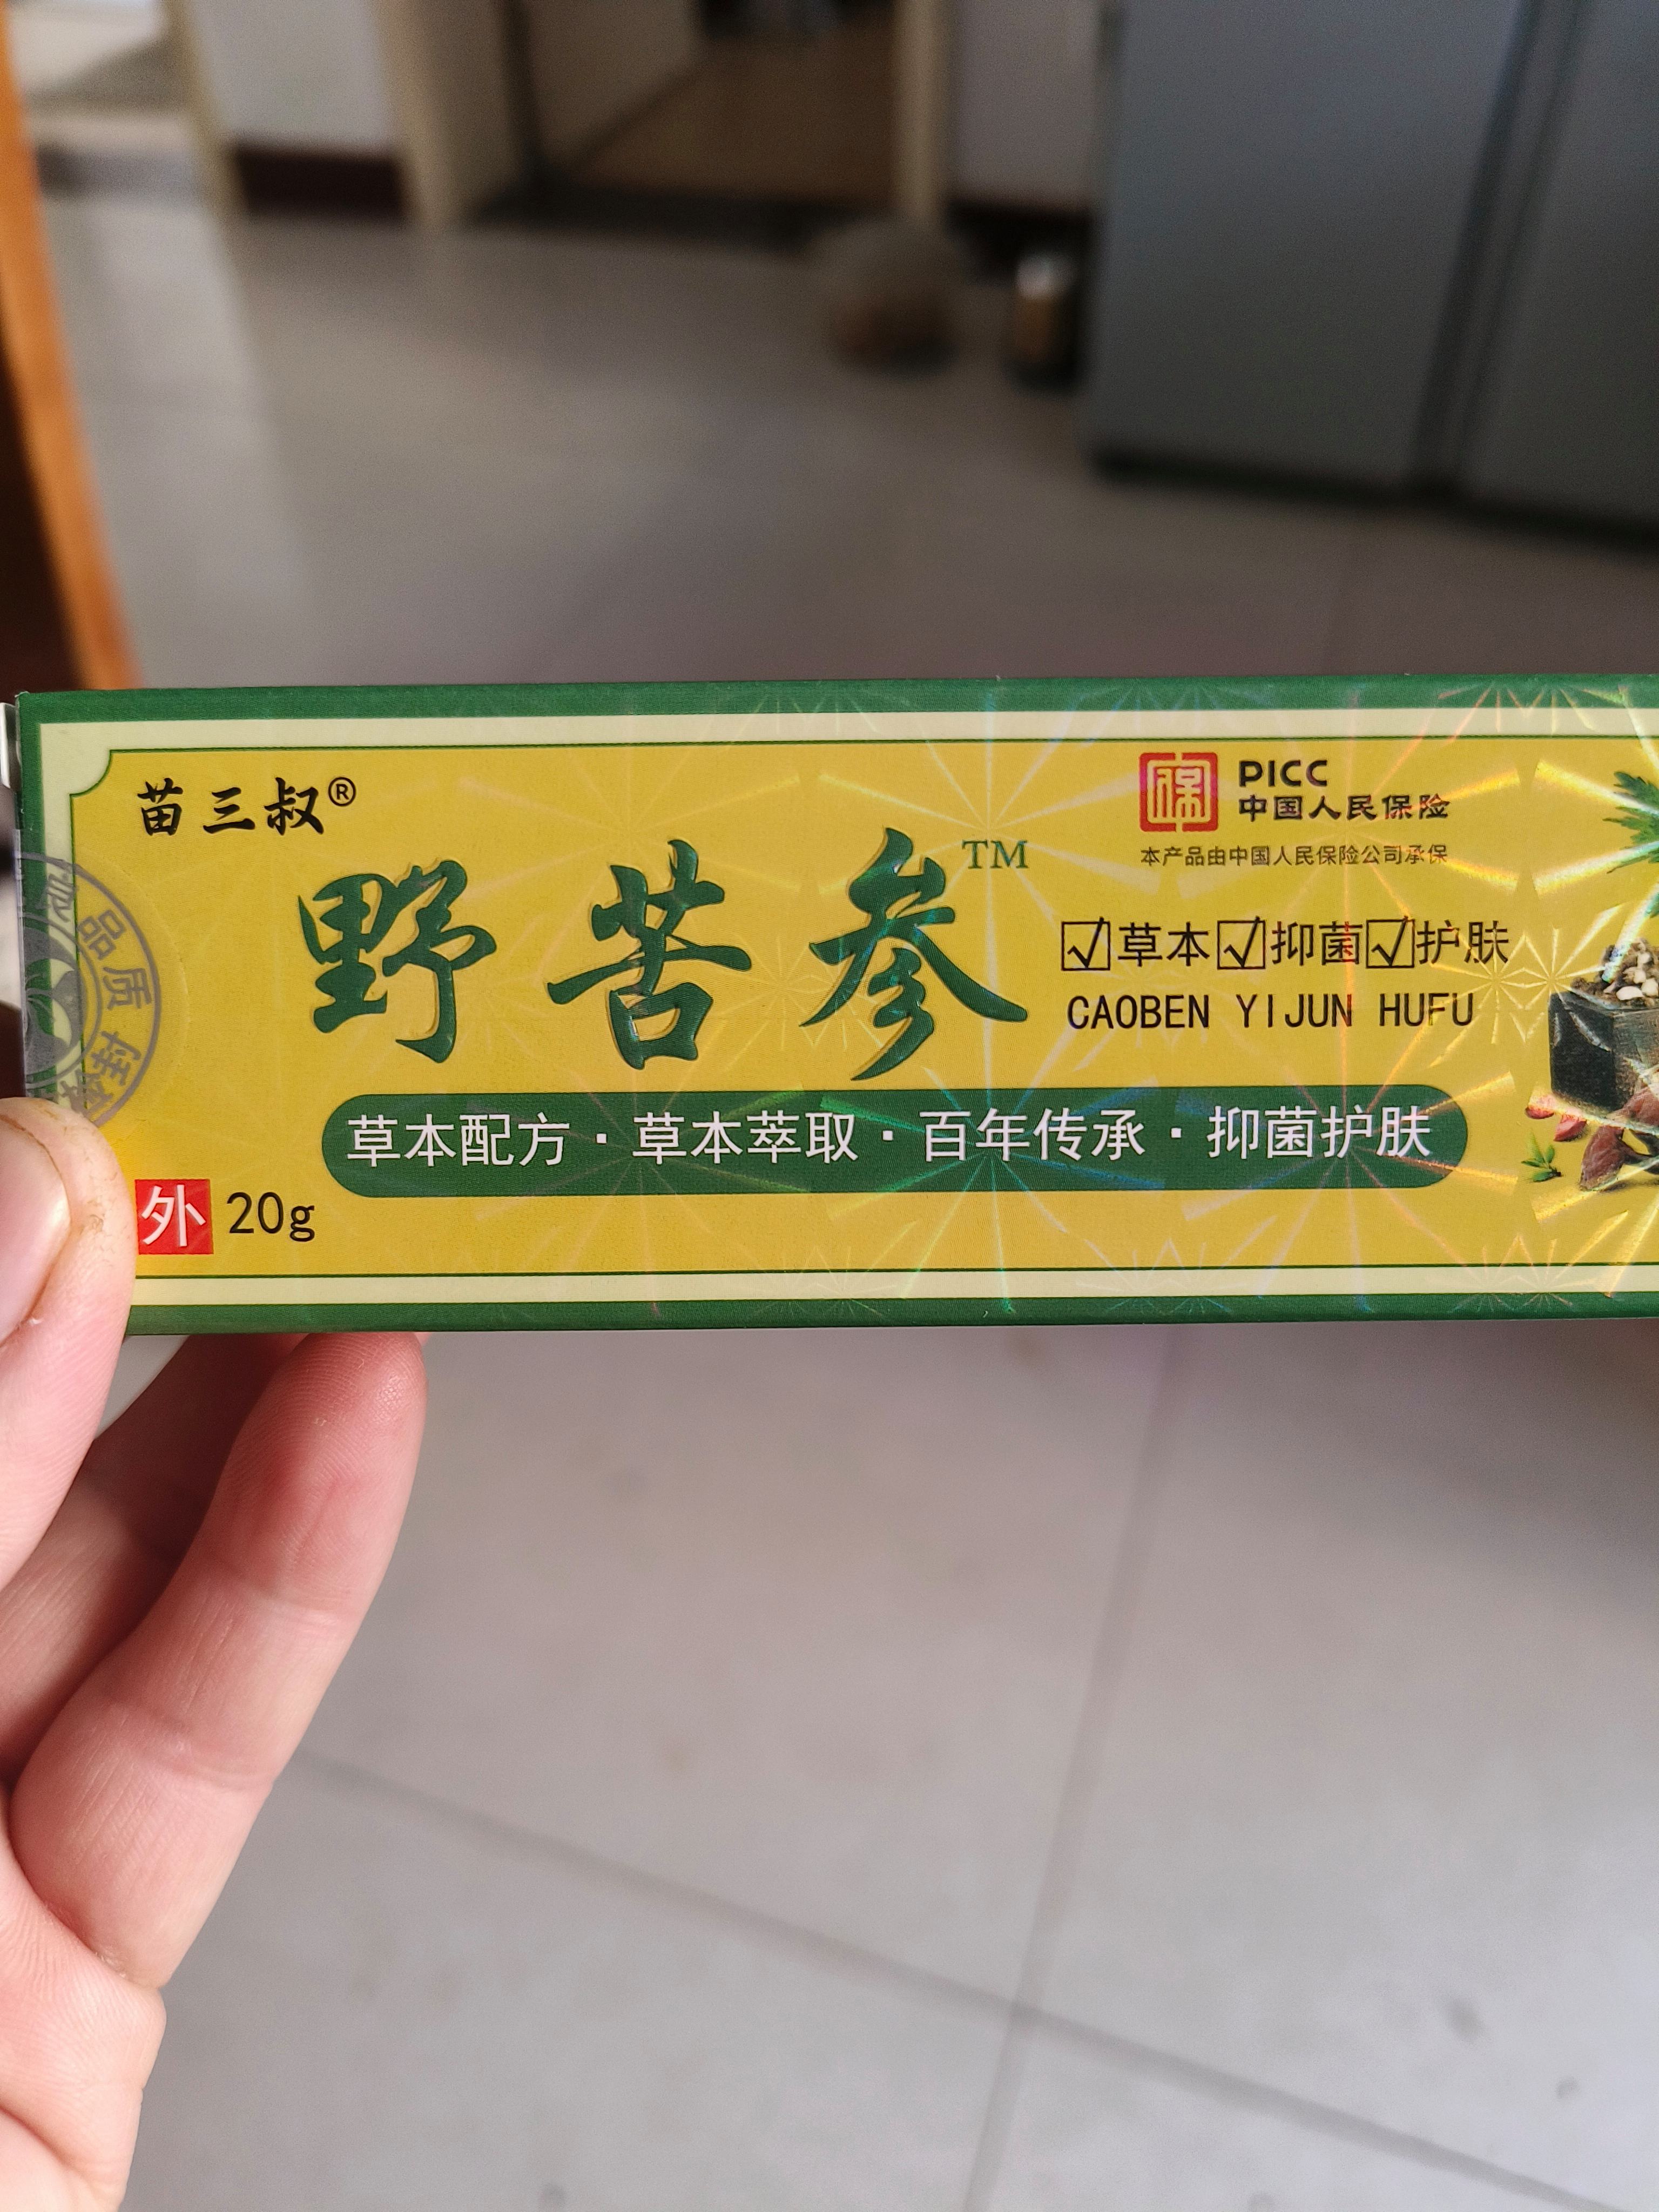 苗三叔®
PICC
中国人民保险
本产品由中国人民保险公司承保
野苦参™
☑草本☑抑菌☑护肤
CAOBEN YIJUN HUFU
草本配方·草本萃取·百年传承·抑菌护肤
外 20g
品质